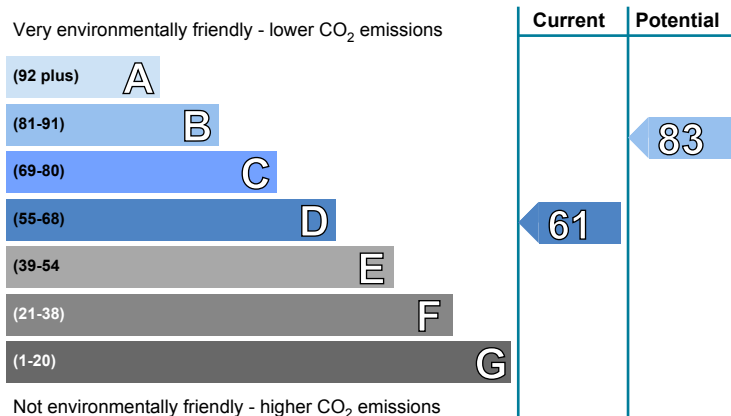 Very environmentally friendly - lower CO₂ emissions
Current
Potential
(92 plus) A
(81-91) B
83
(69-80) C
(55-68) D
61
(39-54 E
(21-38) F
(1-20) G
Not environmentally friendly - higher CO₂ emissions